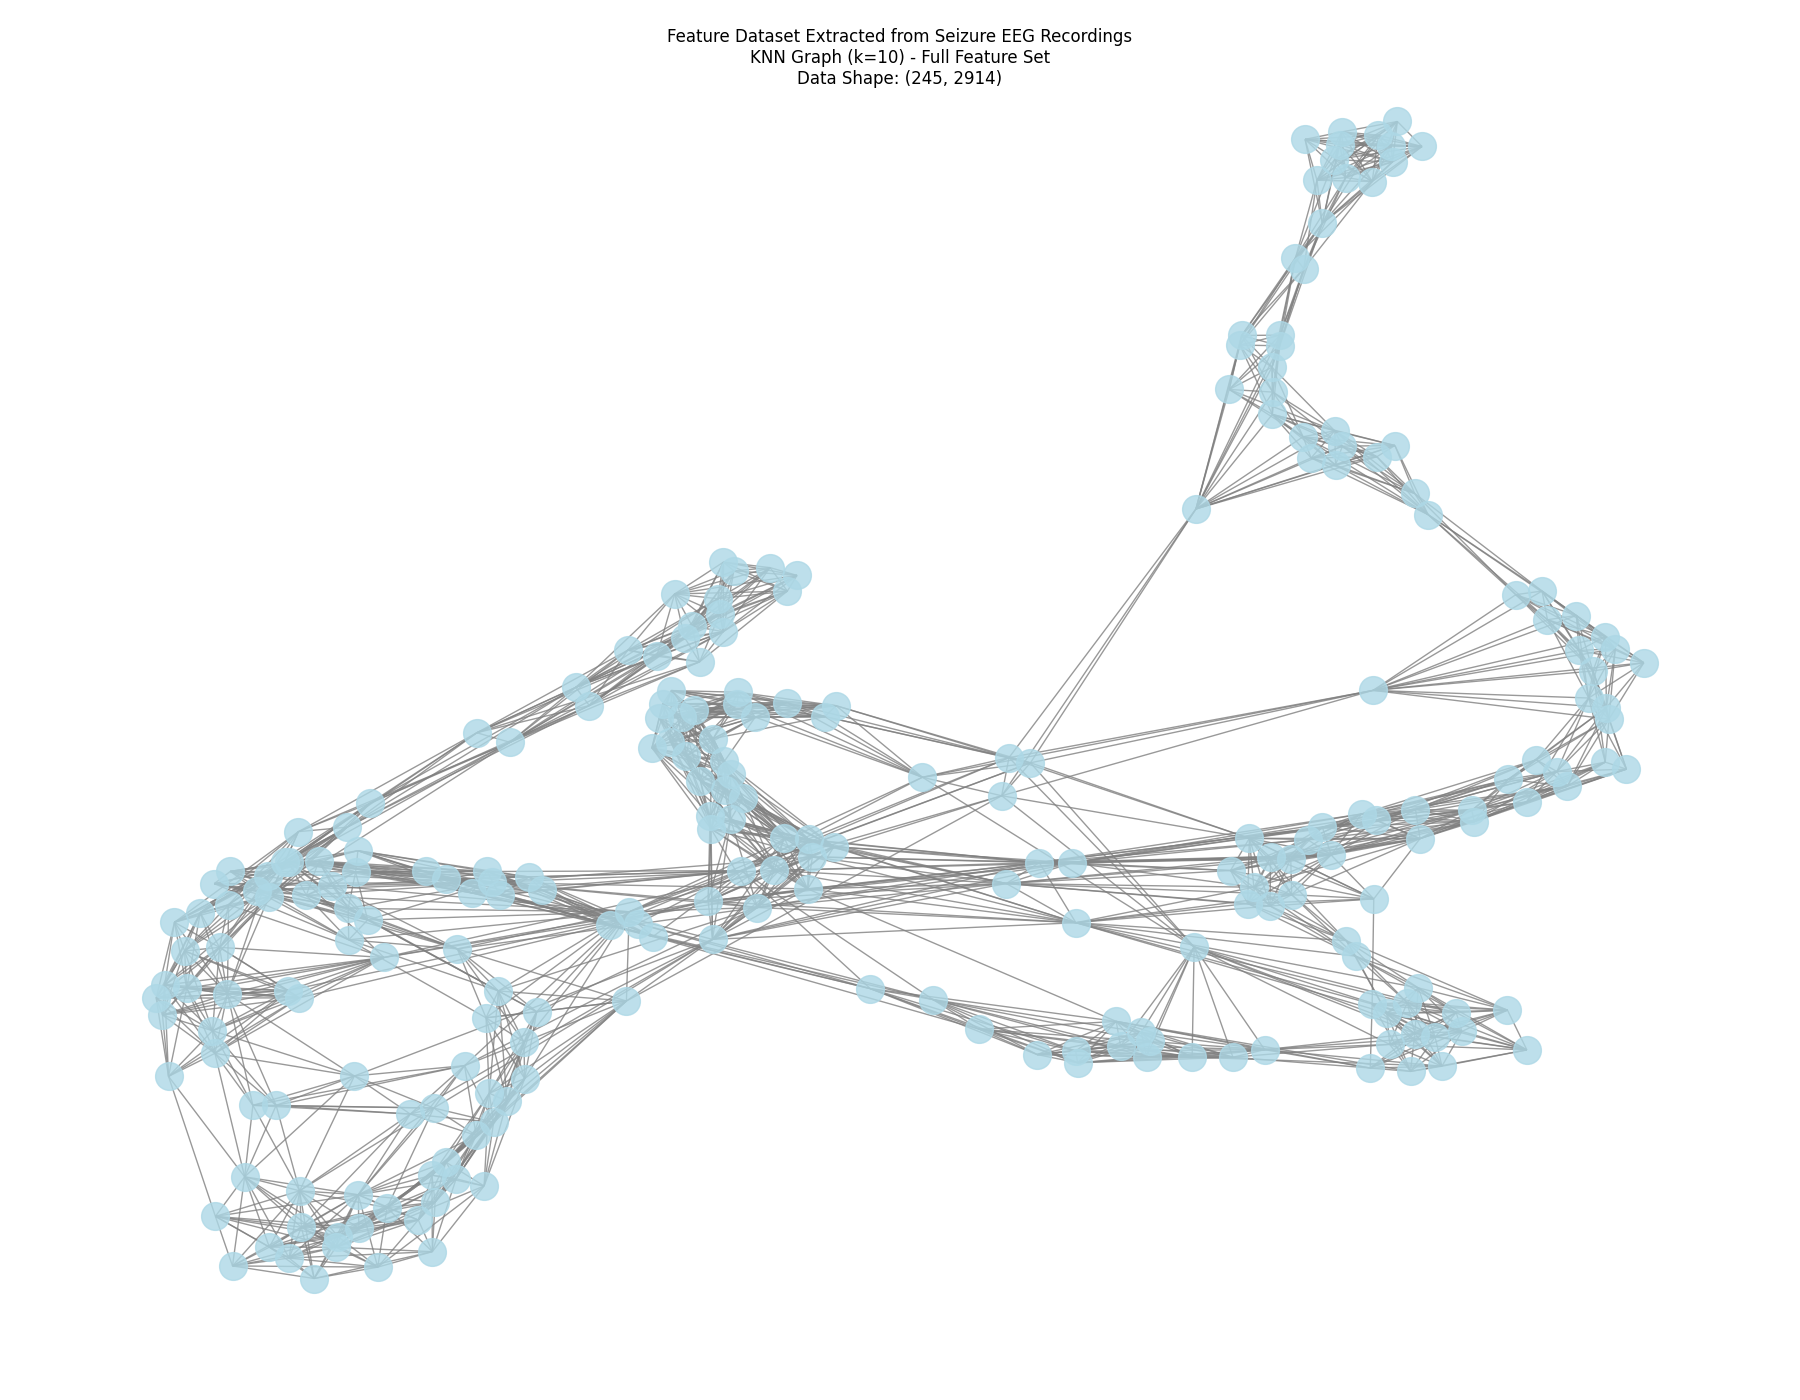 Feature Dataset Extracted from Seizure EEG Recordings
KNN Graph (k=10) - Full Feature Set
Data Shape: (245, 2914)